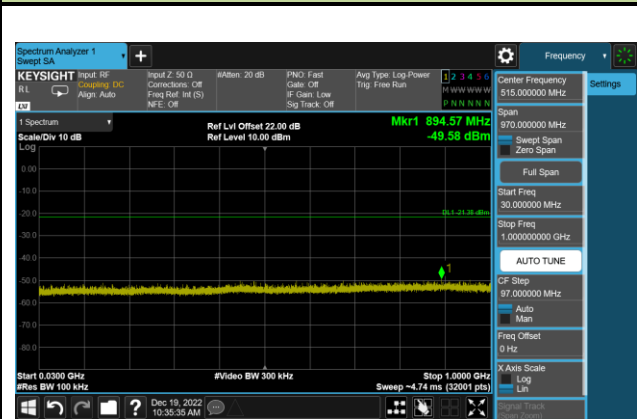 Spectrum Analyzer 1
Swept SA
Frequency
KEYSIGHT
RL
Input: RF
Coupling: DC
Align: Auto
Input Z: 50 Ω
Corrections: Off
Freq Ref: Int (S)
NFE: Off
#Atten: 20 dB
PNO: Fast
Gate: Off
IF Gain: Low
Sig Track: Off
Avg Type: Log-Power
Trig: Free Run
1 2 3 4 5 6
M W W W W W
P N N N N N
LXI
1 Spectrum
Scale/Div 10 dB
Log
Ref Lvl Offset 22.00 dB
Ref Level 10.00 dBm
Mkr1 894.57 MHz
-49.58 dBm
0.00
-10.0
-20.0
-30.0
-40.0
-50.0
-60.0
-70.0
-80.0
1
Start 0.0300 GHz
#Res BW 100 kHz
#Video BW 300 kHz
Stop 1.0000 GHz
Sweep ~4.74 ms (32001 pts)
Dec 19, 2022
10:35:35 AM
Center Frequency
515.000000 MHz
Settings
Span
970.000000 MHz
Swept Span
Zero Span
Full Span
Start Freq
30.000000 MHz
Stop Freq
1.000000000 GHz
AUTO TUNE
CF Step
97.000000 MHz
Auto
Man
Freq Offset
0 Hz
X Axis Scale
Log
Lin
Signal Track
(Span Zoom)